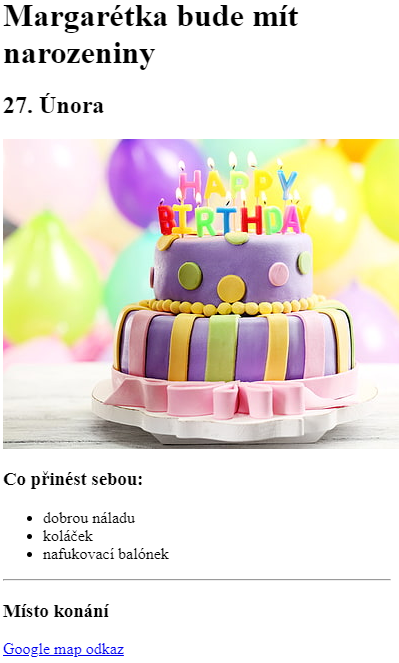 Margarétka bude mít
narozeniny
27. Února
HAPPY
BIRTHDAY
Co přinést sebou:
dobrou náladu
koláček
nafukovací balónek
Místo konání
Google map odkaz